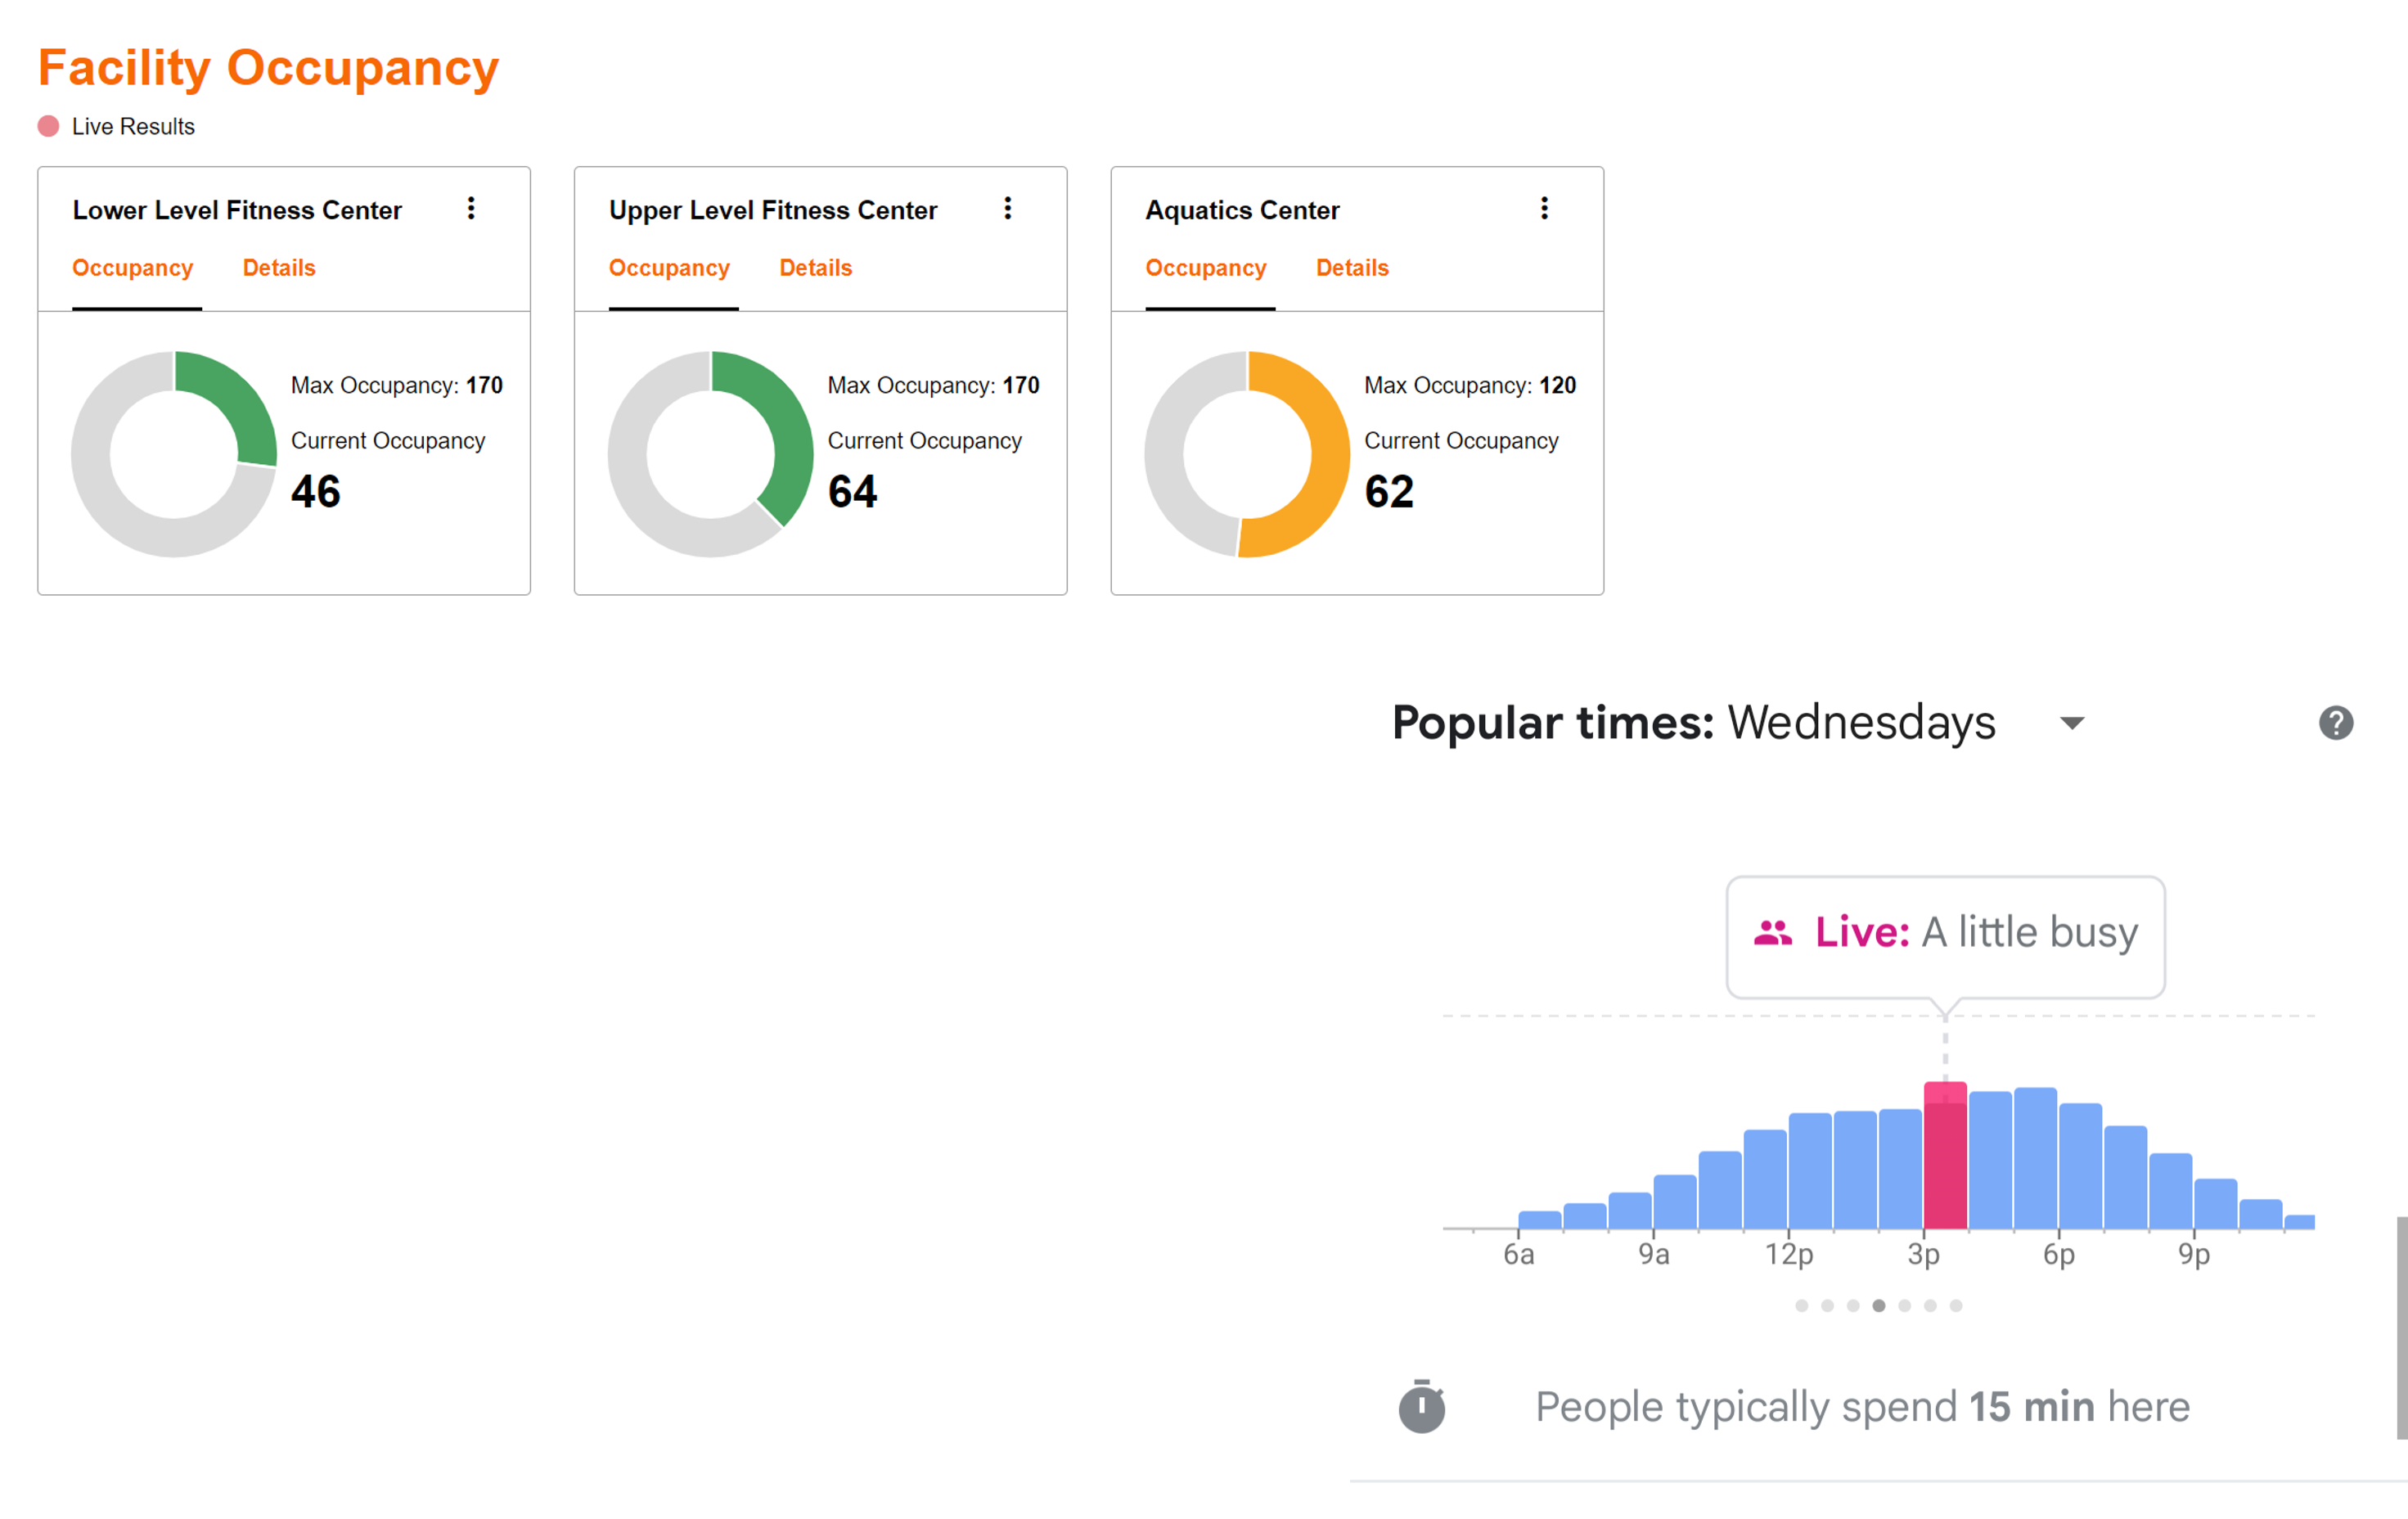 Facility Occupancy
Live Results
Lower Level Fitness Center
Occupancy Details
Max Occupancy: 170
Current Occupancy
46
Upper Level Fitness Center
Occupancy Details
Max Occupancy: 170
Current Occupancy
64
Aquatics Center
Occupancy Details
Max Occupancy: 120
Current Occupancy
62
Popular times: Wednesdays
?
Live: A little busy
6a 9a 12p 3p 6p 9p
People typically spend 15 min here